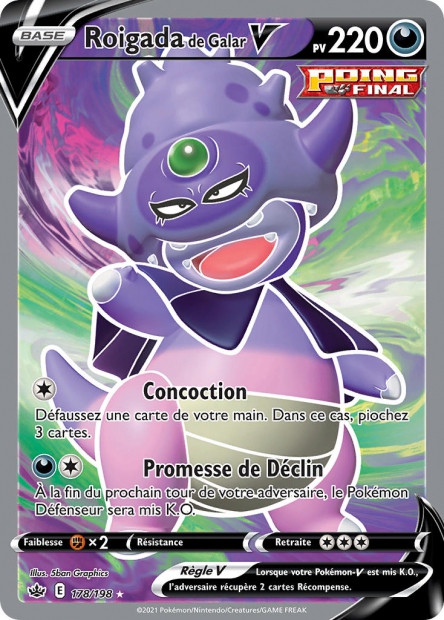 BASE Roigada de Galar V PV 220
POING FINAL
Concoction
Défaussez une carte de votre main. Dans ce cas, piochez
3 cartes.
Promesse de Déclin
À la fin du prochain tour de votre adversaire, le Pokémon
Défenseur sera mis K.O.
Faiblesse ×2 Résistance Retraite
Règle V Lorsque votre Pokémon-V est mis K.O.,
l'adversaire récupère 2 cartes Récompense.
Illus. 5ban Graphics
E 178/198 ★
©2021 Pokémon/Nintendo/Creatures/GAME FREAK